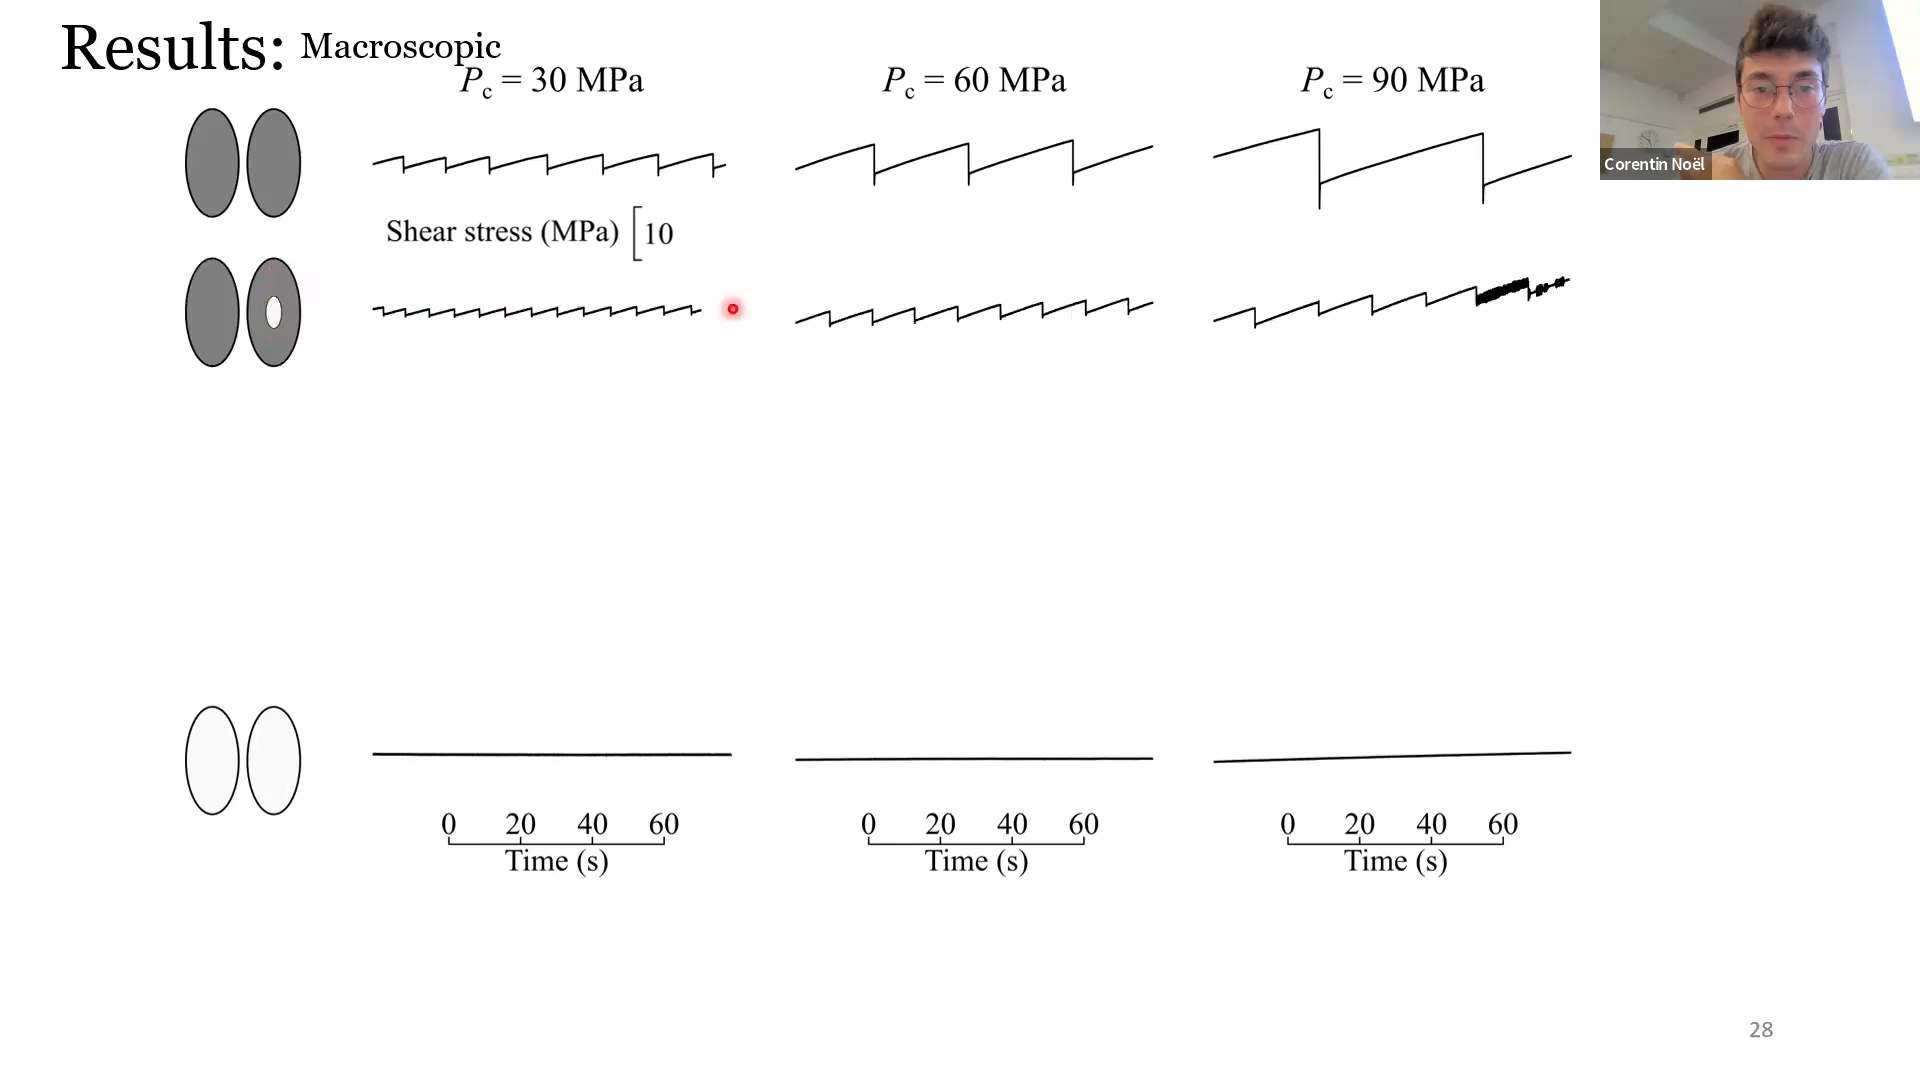 Results: Macroscopic
Pc = 30 MPa
Pc = 60 MPa
Pc = 90 MPa
Corentin Noël
Shear stress (MPa) [10
0 20 40 60
Time (s)
0 20 40 60
Time (s)
0 20 40 60
Time (s)
28